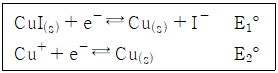 CuI(s) + e⁻ ⇌ Cu(s) + I⁻ E₁°
Cu⁺ + e⁻ ⇌ Cu(s) E₂°